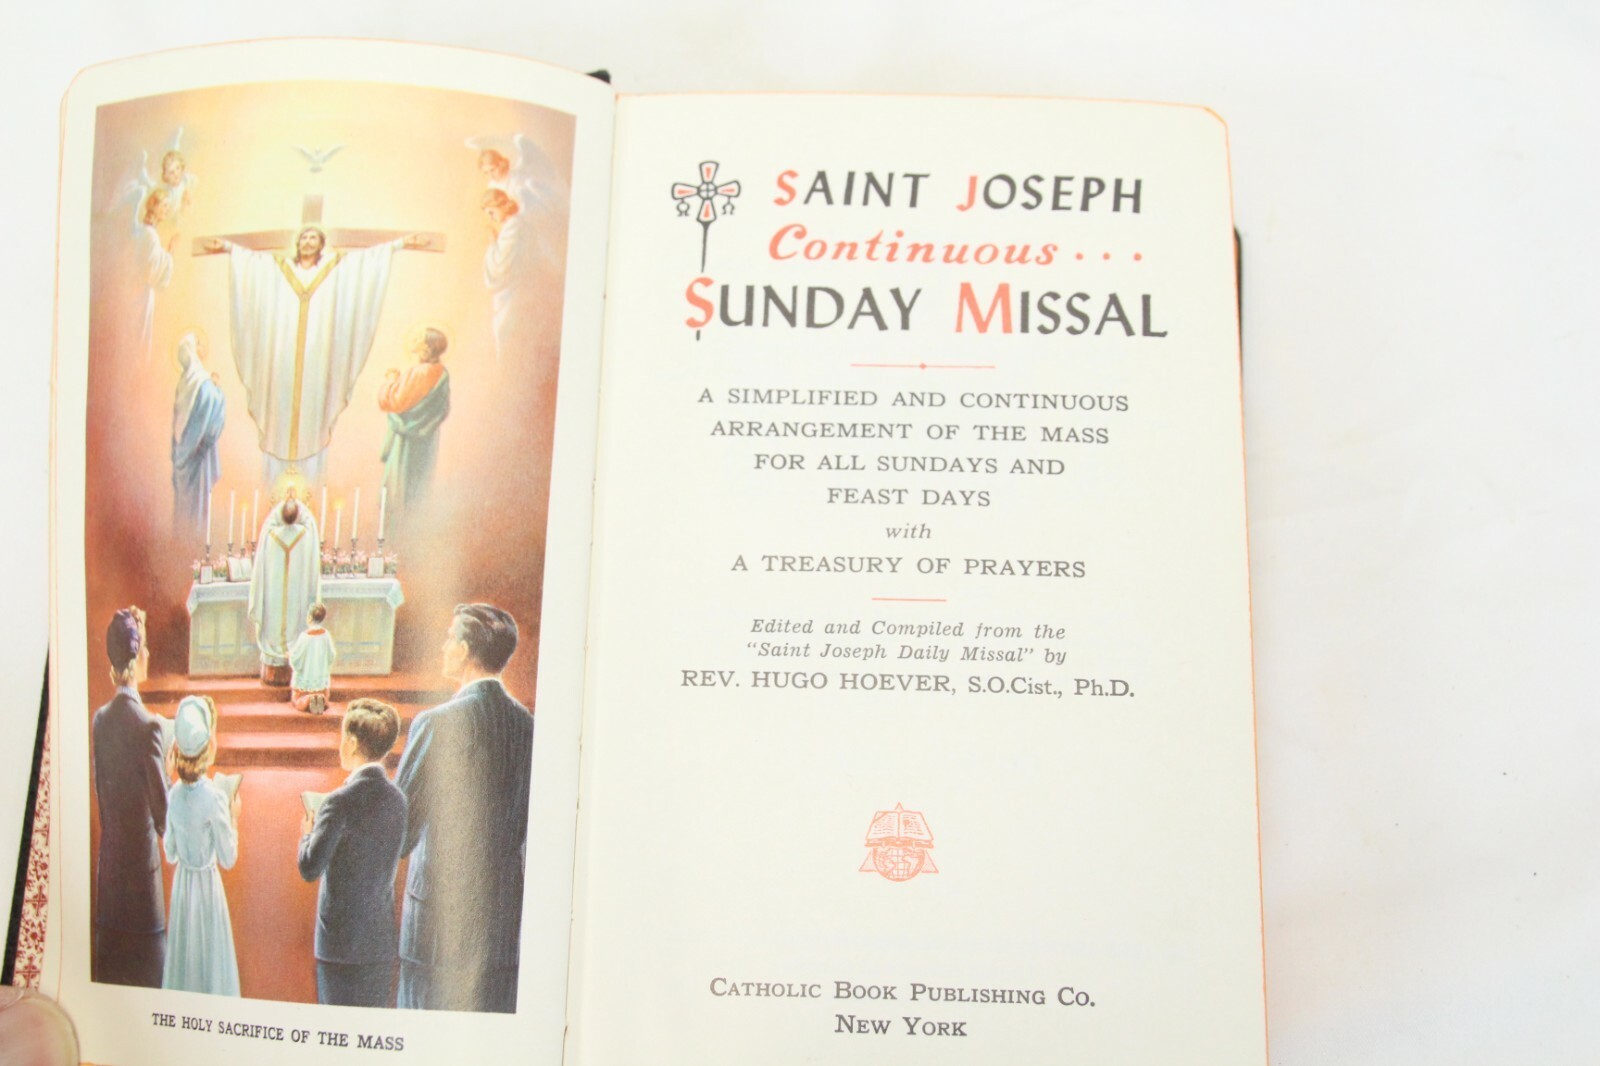 THE HOLY SACRIFICE OF THE MASS
SAINT JOSEPH
Continuous...
SUNDAY MISSAL
A SIMPLIFIED AND CONTINUOUS
ARRANGEMENT OF THE MASS
FOR ALL SUNDAYS AND
FEAST DAYS
with
A TREASURY OF PRAYERS
Edited and Compiled from the
"Saint Joseph Daily Missal" by
REV. HUGO HOEVER, S.O.Cist., Ph.D.
CATHOLIC BOOK PUBLISHING CO.
NEW YORK